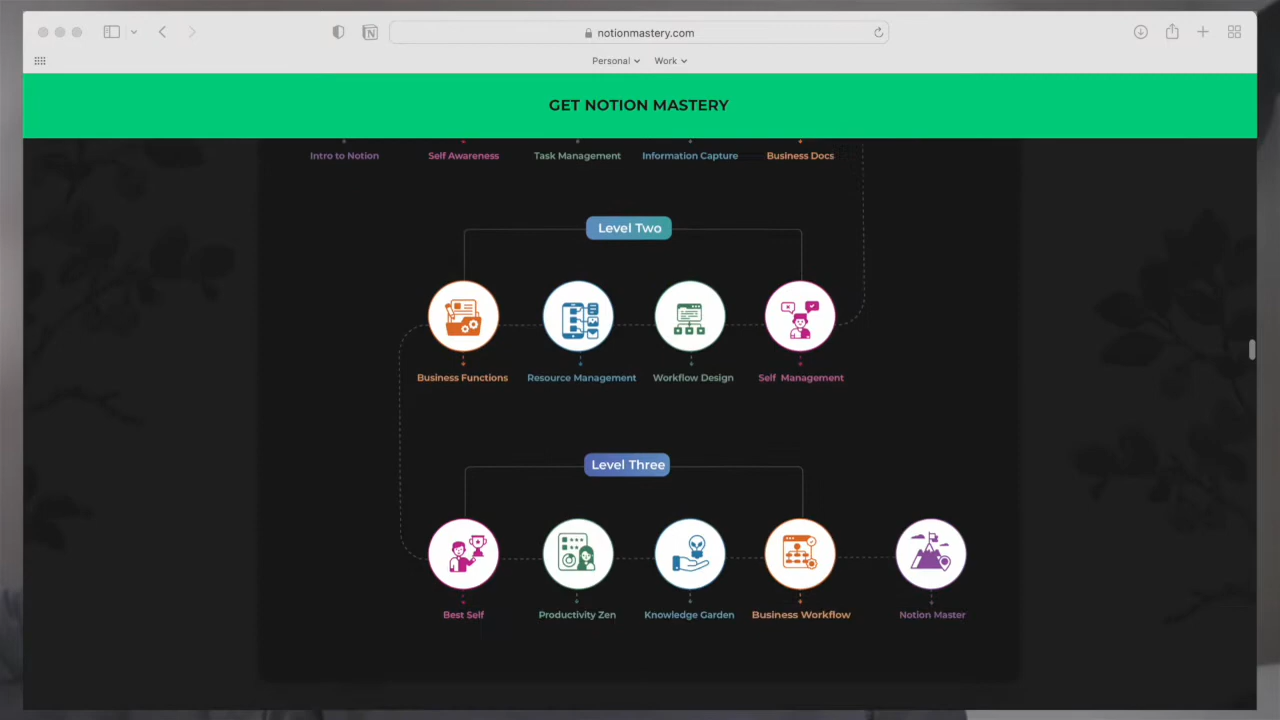 notionmastery.com
Personal Work
GET NOTION MASTERY
Intro to Notion Self Awareness Task Management Information Capture Business Docs
Level Two
Business Functions Resource Management Workflow Design Self Management
Level Three
Best Self Productivity Zen Knowledge Garden Business Workflow Notion Master